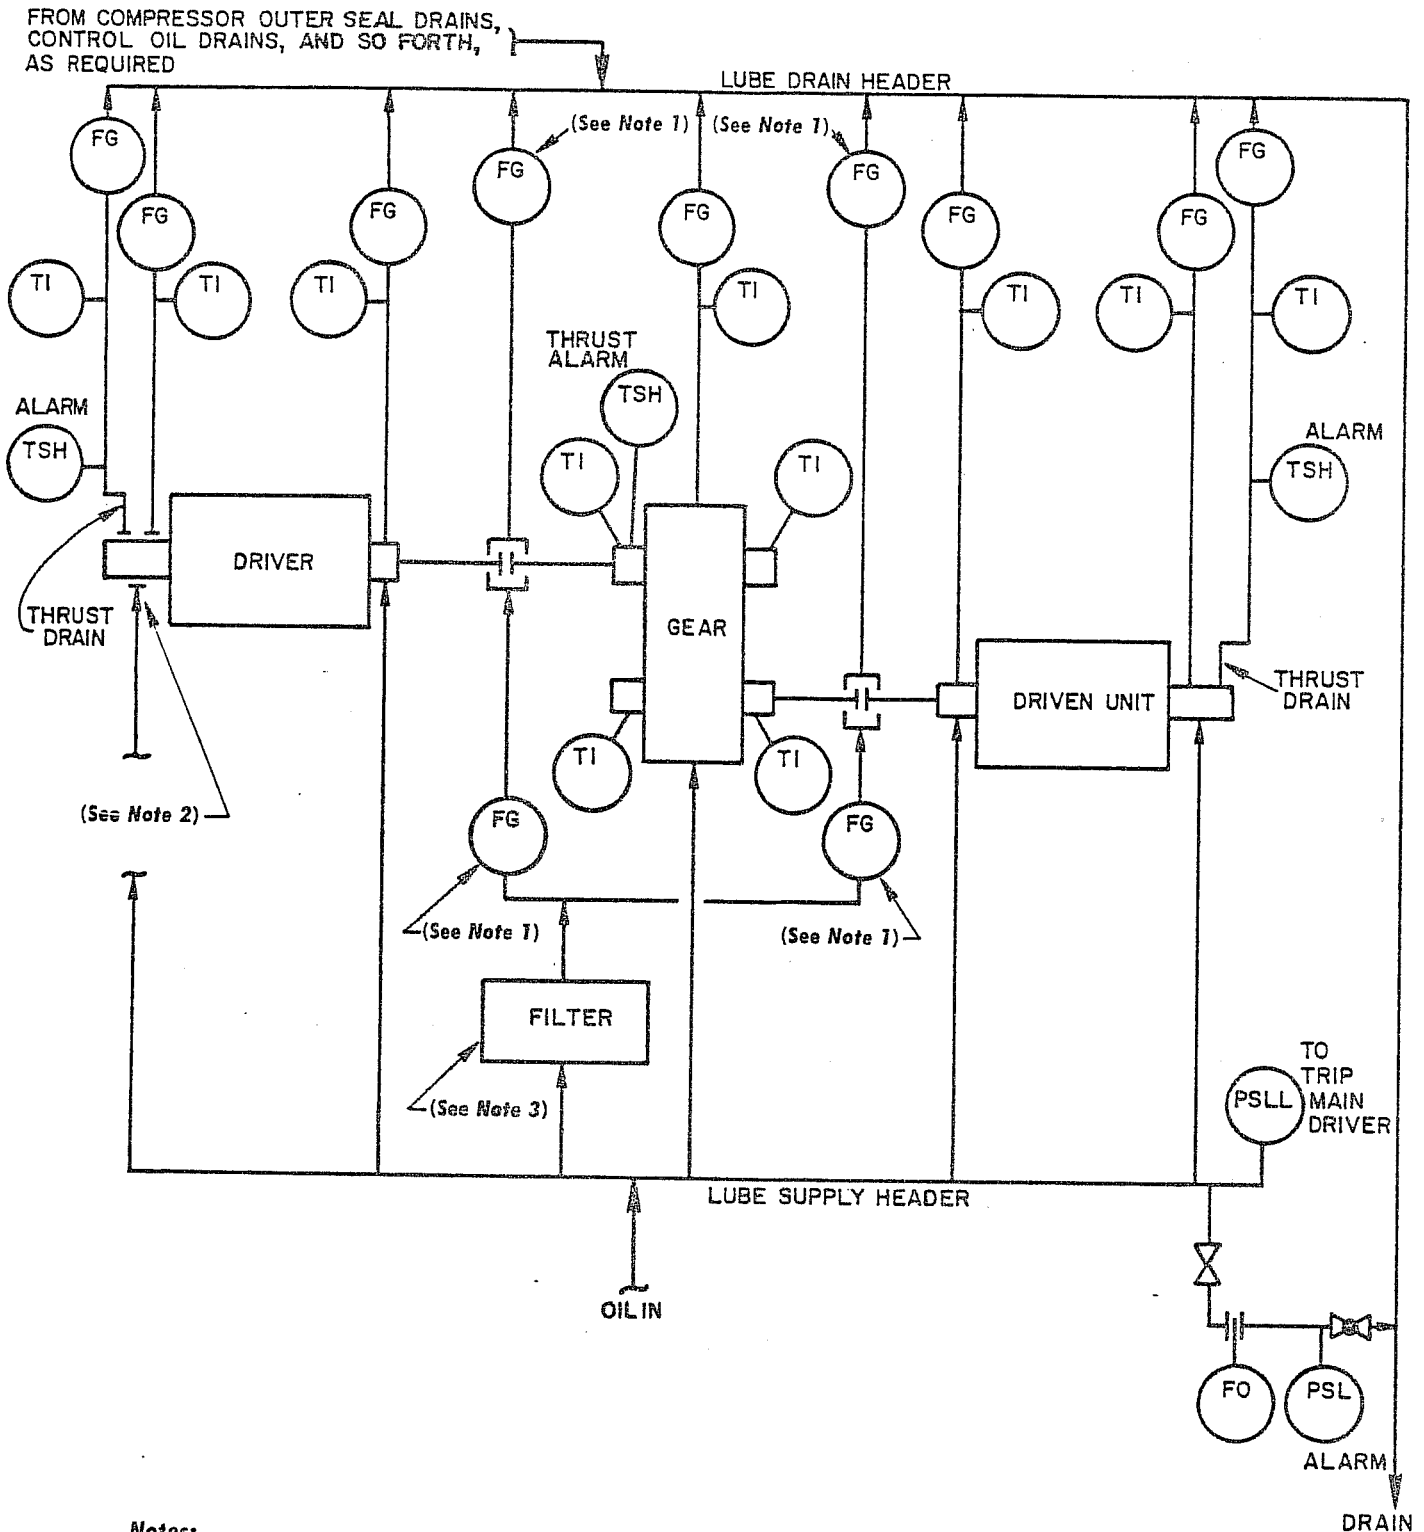 FROM COMPRESSOR OUTER SEAL DRAINS,
CONTROL OIL DRAINS, AND SO FORTH,
AS REQUIRED
LUBE DRAIN HEADER
FG
(See Note 1)
(See Note 1)
FG
FG
FG
FG
FG
FG
FG
FG
TI
TI
TI
TI
TI
TI
TI
THRUST
ALARM
TSH
ALARM
TSH
TI
TI
ALARM
TSH
DRIVER
THRUST
DRAIN
GEAR
THRUST
DRAIN
DRIVEN UNIT
TI
TI
(See Note 2)
FG
FG
(See Note 1)
(See Note 1)
FILTER
(See Note 3)
TO
TRIP
MAIN
DRIVER
PSLL
LUBE SUPPLY HEADER
OIL IN
FO
PSL
ALARM
DRAIN
Notes: